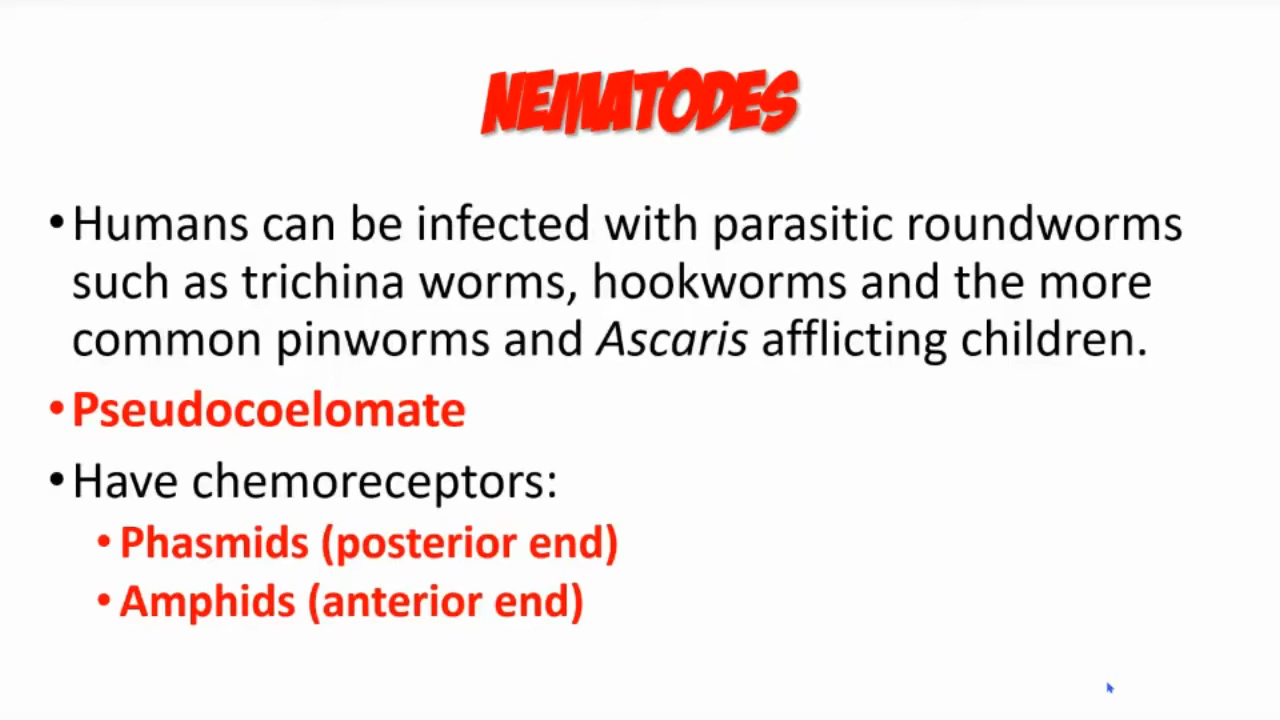 NEMATODES
•Humans can be infected with parasitic roundworms
such as trichina worms, hookworms and the more
common pinworms and Ascaris afflicting children.
•Pseudocoelomate
•Have chemoreceptors:
•Phasmids (posterior end)
•Amphids (anterior end)